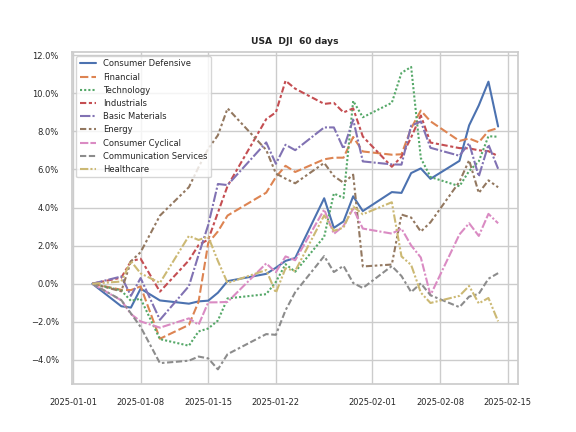 USA DJI 60 days
12.0%
10.0%
8.0%
6.0%
4.0%
2.0%
0.0%
−2.0%
−4.0%
Consumer Defensive
Financial
Technology
Industrials
Basic Materials
Energy
Consumer Cyclical
Communication Services
Healthcare
2025-01-01 2025-01-08 2025-01-15 2025-01-22 2025-02-01 2025-02-08 2025-02-15